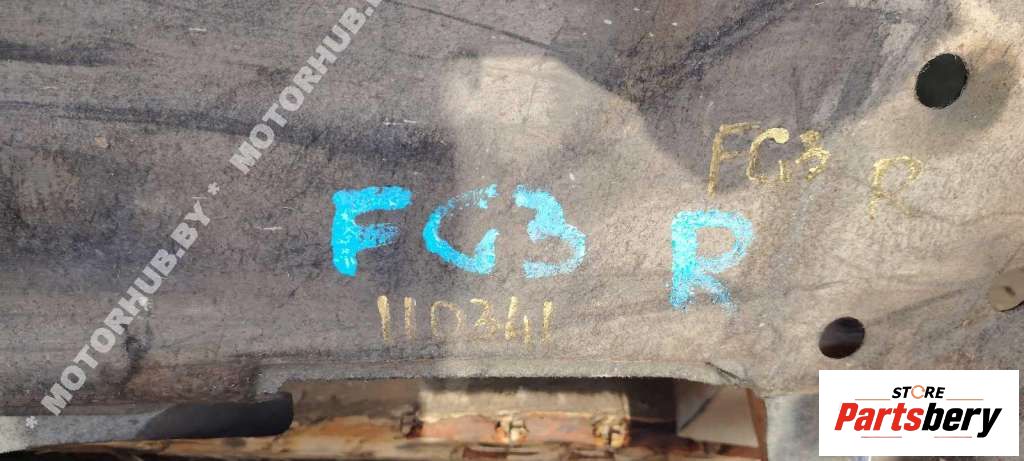 * MOTORHUB.BY * MOTORHUB.BY
FG3 R
FG3 R
110341
STORE
Partsbery